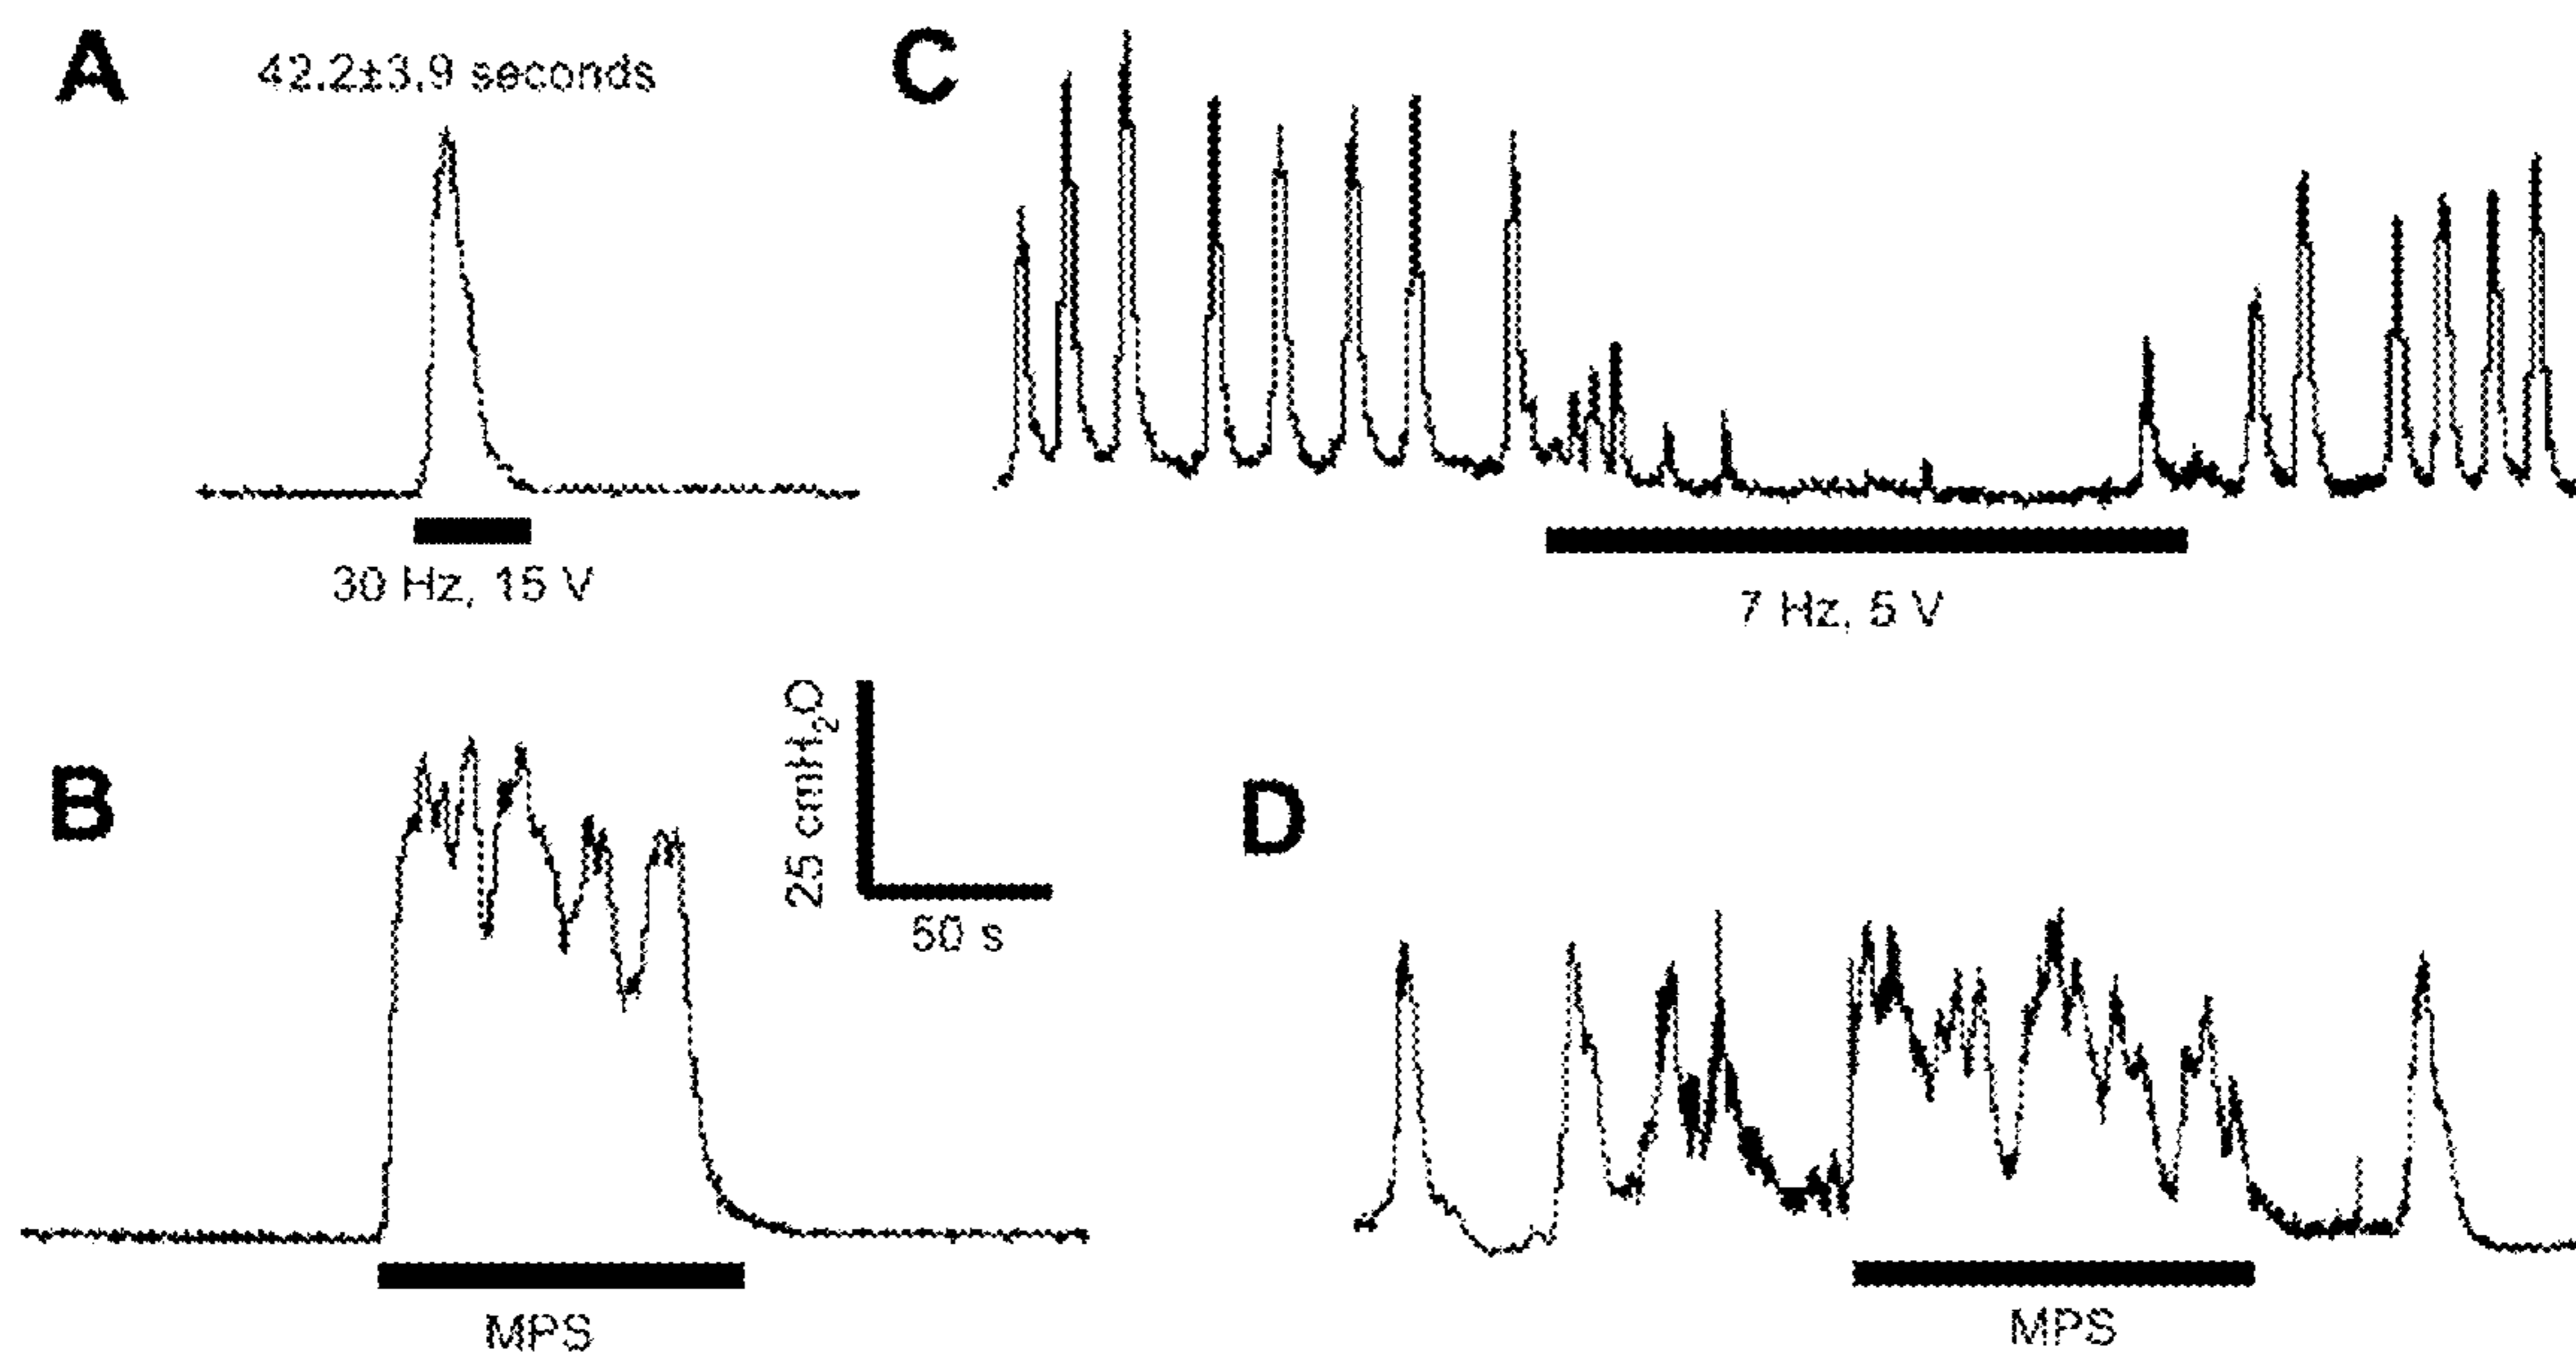 A
42.2±3.9 seconds
30 Hz, 15 V
C
7 Hz, 5 V
B
MPS
25 cmH₂O
50 s
D
MPS